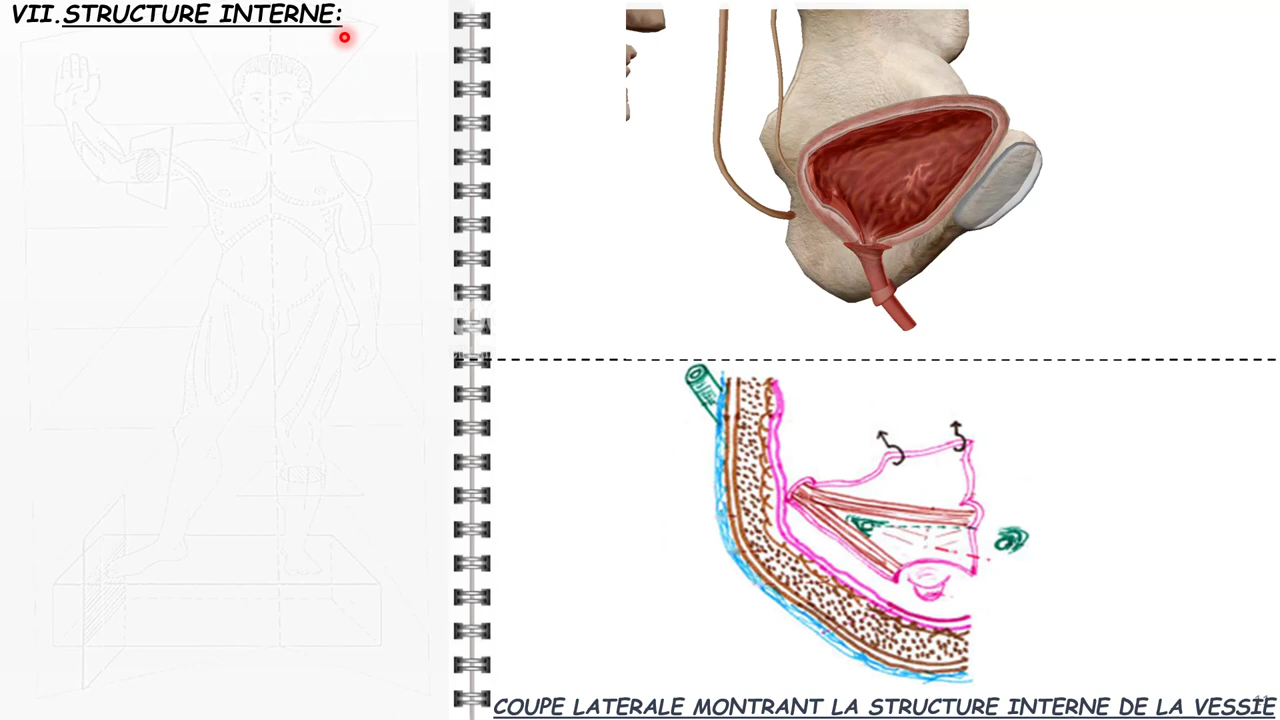 VII. STRUCTURE INTERNE:
COUPE LATERALE MONTRANT LA STRUCTURE INTERNE DE LA VESSIE